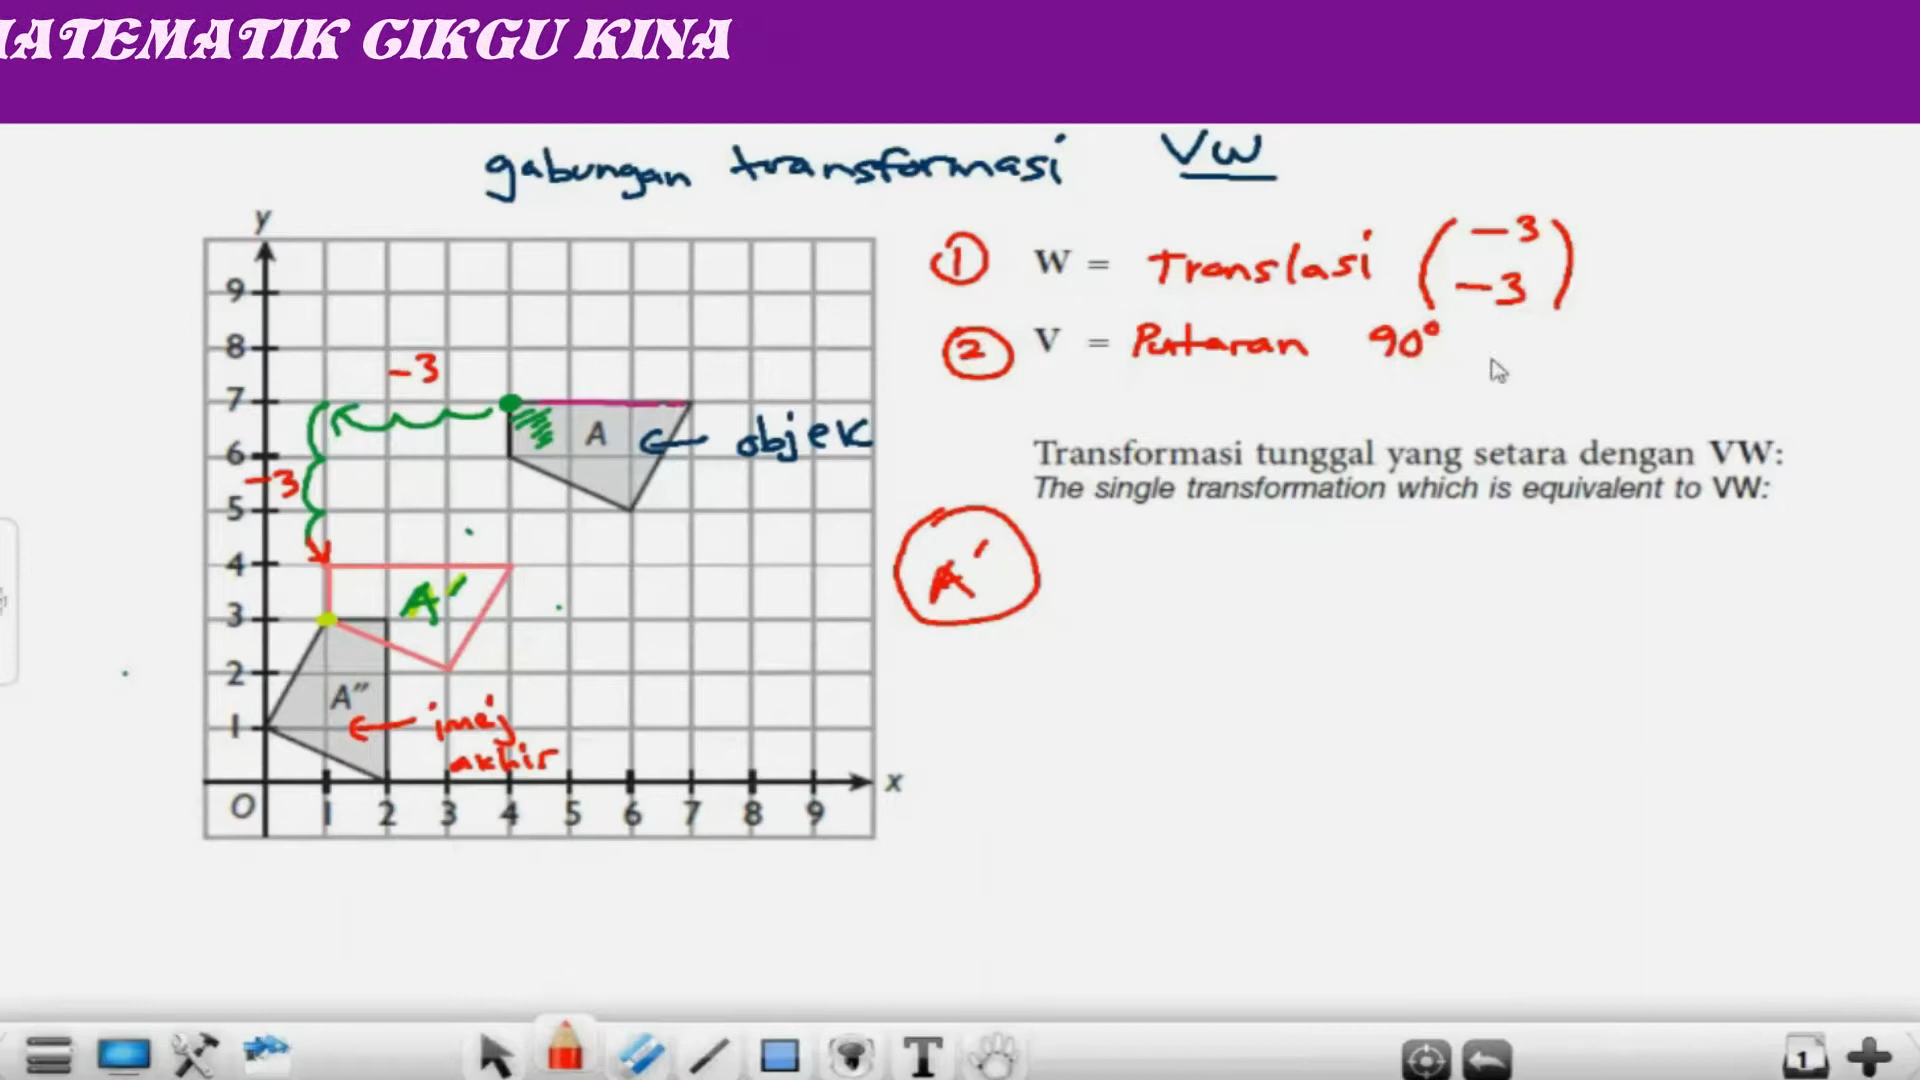 MATEMATIK CIKGU KINA
gabungan transformasi VW
① W = Translasi (-3 -3)
② V = Putaran 90°
Transformasi tunggal yang setara dengan VW:
The single transformation which is equivalent to VW:
A'
y
9
8
7
6
5
4
3
2
1
O
1 2 3 4 5 6 7 8 9
x
-3
-3
A
objek
A'
A"
imej
akhir
T
1